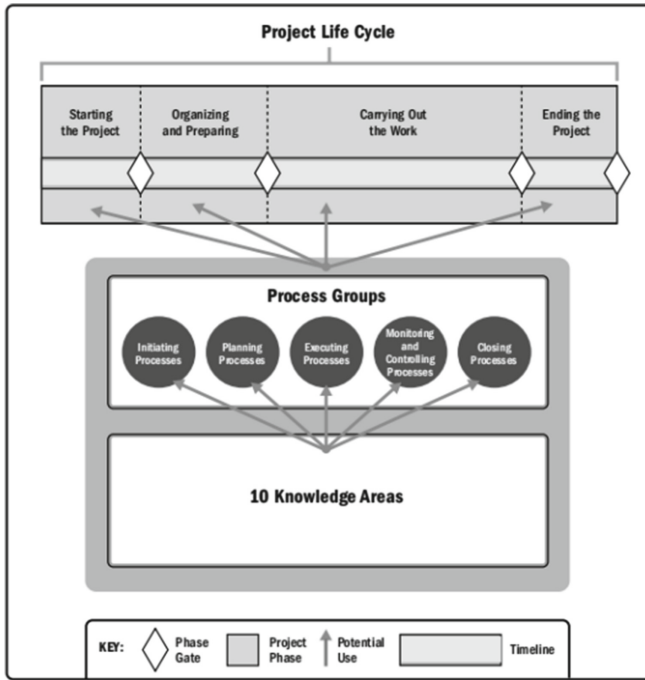 Project Life Cycle
Starting
the Project
Organizing
and Preparing
Carrying Out
the Work
Ending the
Project
Process Groups
Initiating
Processes
Planning
Processes
Executing
Processes
Monitoring
and
Controlling
Processes
Closing
Processes
10 Knowledge Areas
KEY:
Phase
Gate
Project
Phase
Potential
Use
Timeline